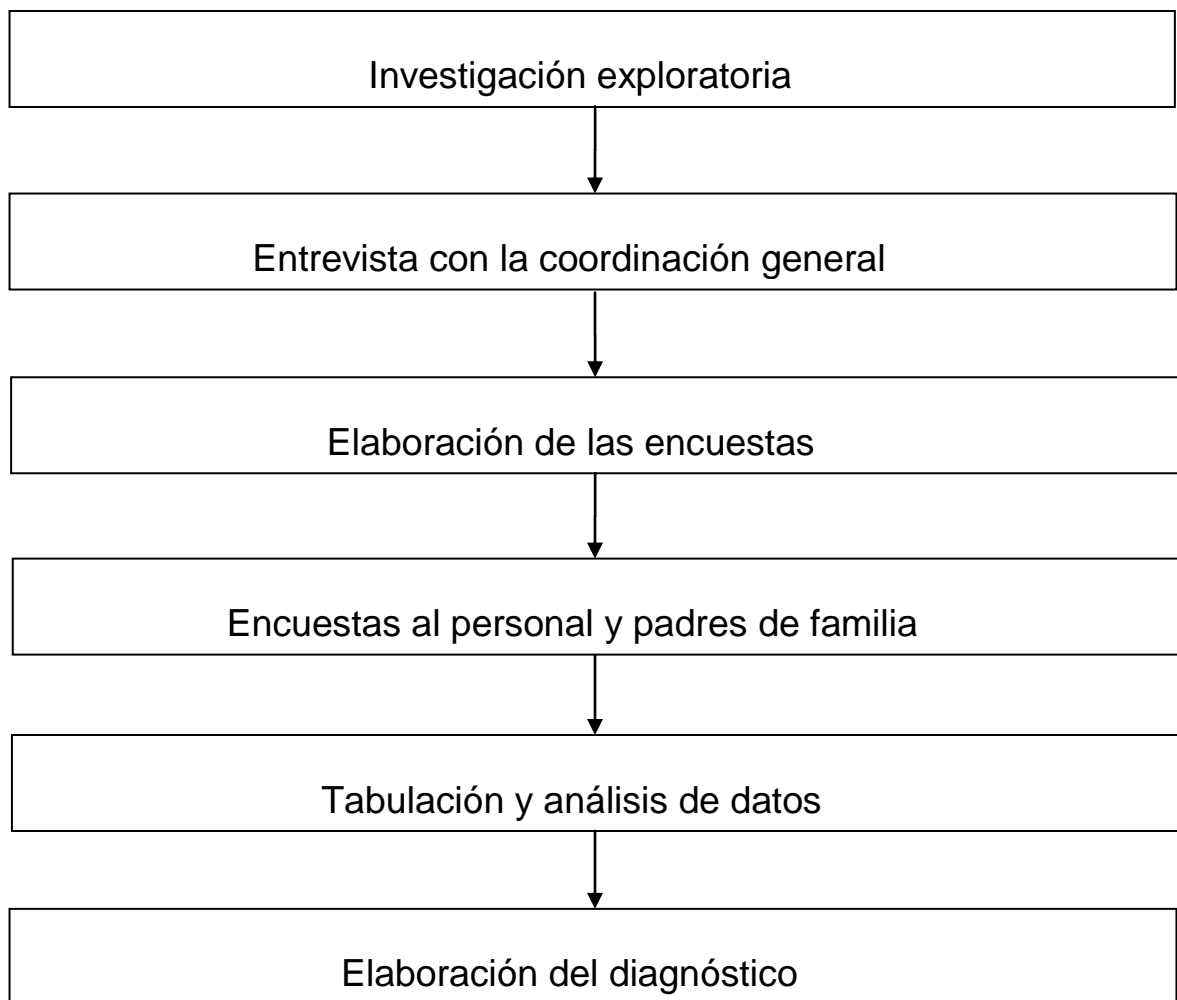 Investigación exploratoria
Entrevista con la coordinación general
Elaboración de las encuestas
Encuestas al personal y padres de familia
Tabulación y análisis de datos
Elaboración del diagnóstico